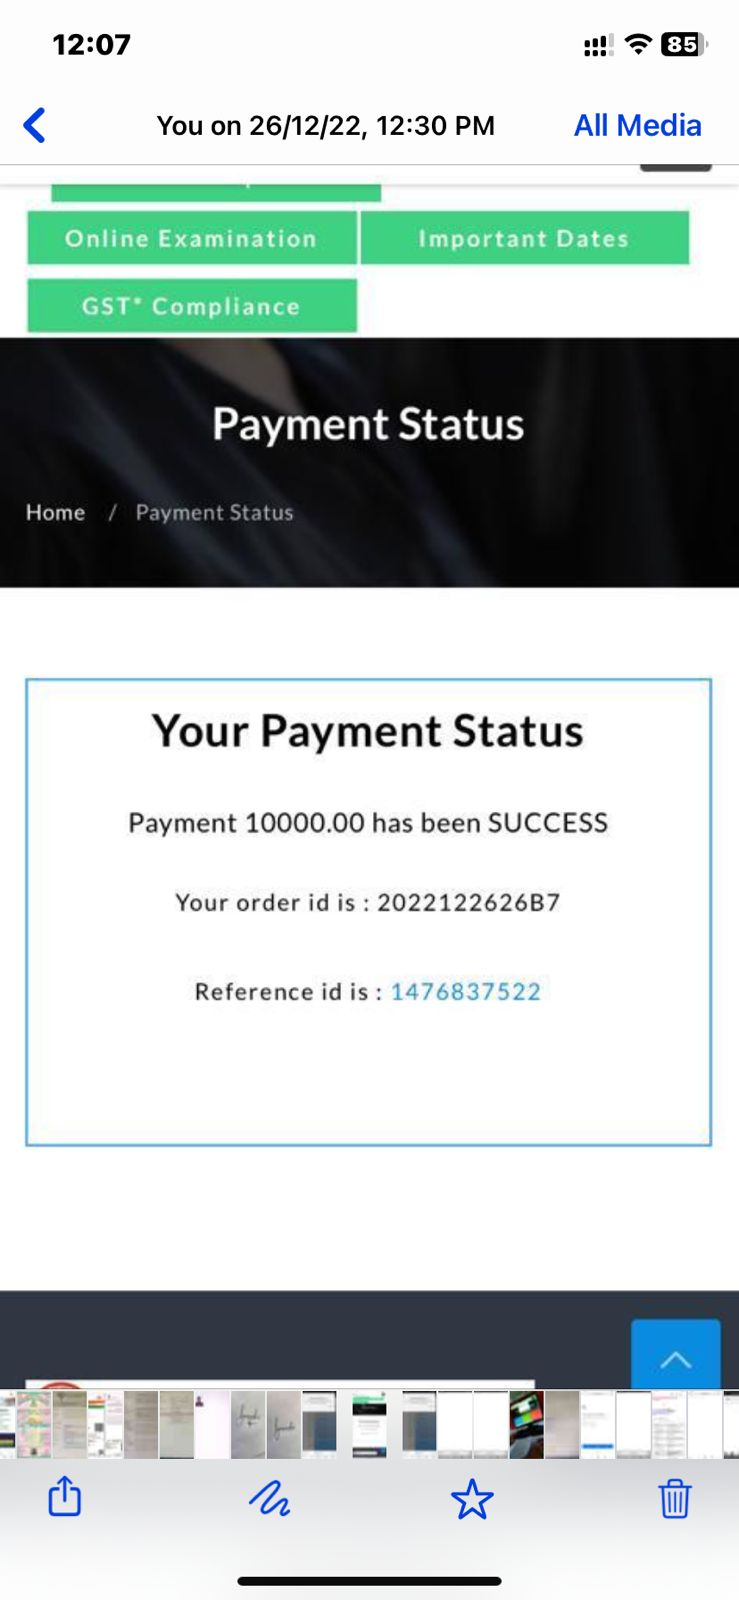 12:07
85
You on 26/12/22, 12:30 PM
All Media
Online Examination
Important Dates
GST* Compliance
Payment Status
Home / Payment Status
Your Payment Status
Payment 10000.00 has been SUCCESS
Your order id is : 2022122626B7
Reference id is : 1476837522